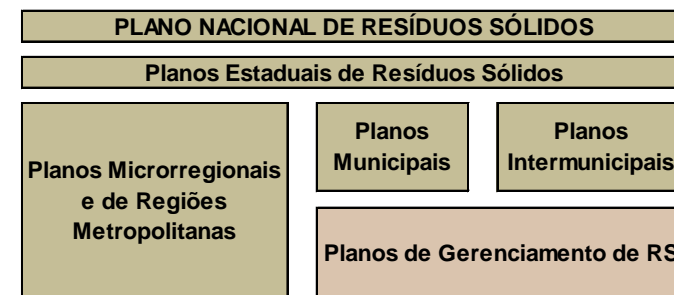 PLANO NACIONAL DE RESÍDUOS SÓLIDOS
Planos Estaduais de Resíduos Sólidos
Planos Microrregionais
e de Regiões
Metropolitanas
Planos
Municipais
Planos
Intermunicipais
Planos de Gerenciamento de RS